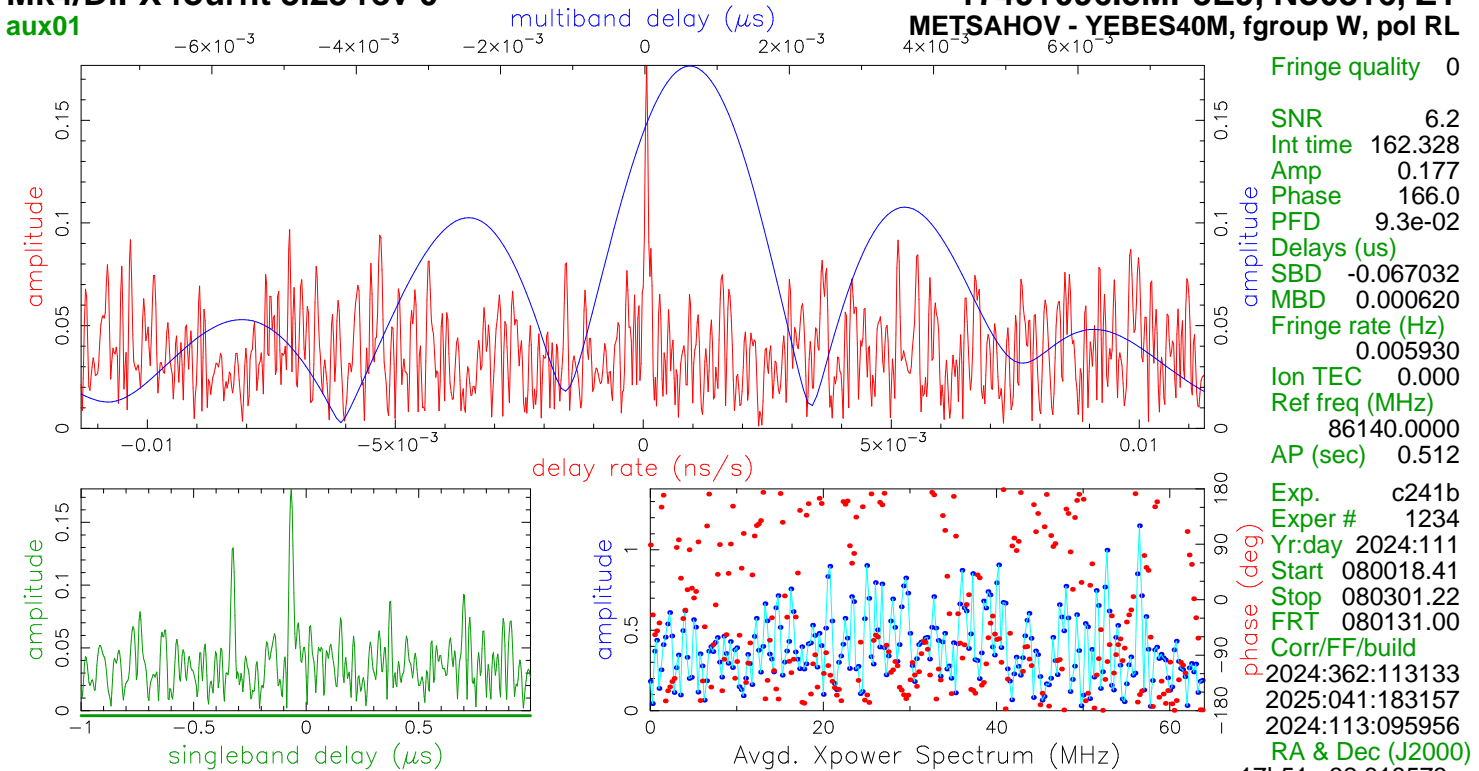 aux01
METSAHOV - YEBES40M, fgroup W, pol RL
multiband delay (μs)
−6×10⁻³ −4×10⁻³ −2×10⁻³ 0 2×10⁻³ 4×10⁻³ 6×10⁻³
amplitude
0 0.05 0.1 0.15
amplitude
0 0.05 0.1 0.15
−0.01 −5×10⁻³ 0 5×10⁻³ 0.01
delay rate (ns/s)
amplitude
0 0.05 0.1 0.15
−1 −0.5 0 0.5
singleband delay (μs)
amplitude
0 0.5 1
phase (deg)
−180 −90 0 90 180
0 20 40 60
Avgd. Xpower Spectrum (MHz)
Fringe quality 0
SNR 6.2
Int time 162.328
Amp 0.177
Phase 166.0
PFD 9.3e-02
Delays (us)
SBD -0.067032
MBD 0.000620
Fringe rate (Hz)
0.005930
Ion TEC 0.000
Ref freq (MHz)
86140.0000
AP (sec) 0.512
Exp. c241b
Exper # 1234
Yr:day 2024:111
Start 080018.41
Stop 080301.22
FRT 080131.00
Corr/FF/build
2024:362:113133
2025:041:183157
2024:113:095956
RA & Dec (J2000)